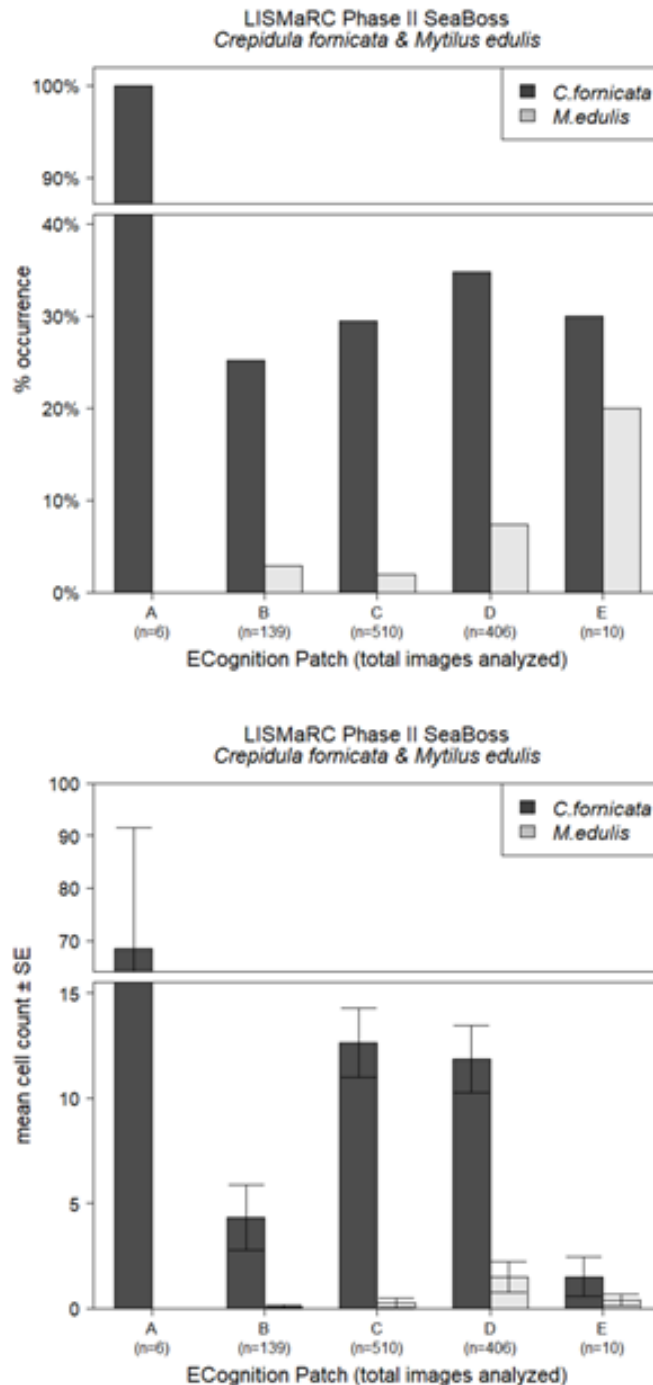 LISMaRC Phase II SeaBoss
Crepidula fornicata & Mytilus edulis
C.fornicata
M.edulis
100%
90%
40%
30%
20%
10%
0%
% occurrence
A B C D E
(n=6) (n=139) (n=510) (n=406) (n=10)
ECognition Patch (total images analyzed)
LISMaRC Phase II SeaBoss
Crepidula fornicata & Mytilus edulis
C.fornicata
M.edulis
100
90
80
70
15
10
5
0
mean cell count ± SE
A B C D E
(n=6) (n=139) (n=510) (n=406) (n=10)
ECognition Patch (total images analyzed)